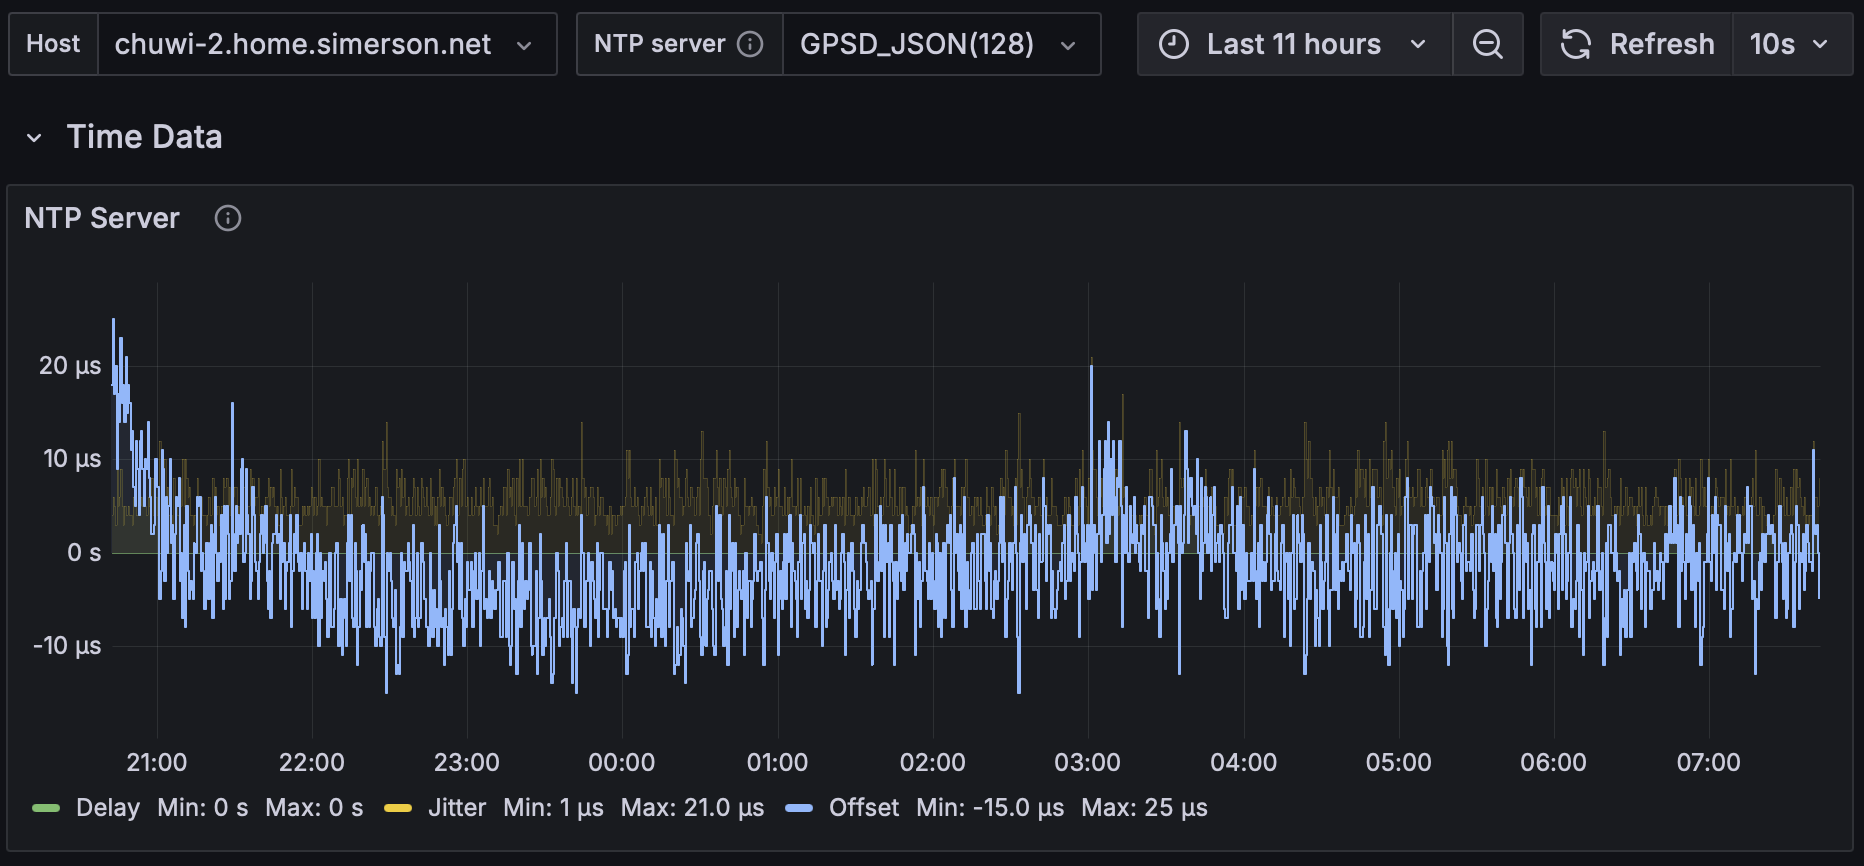 Host chuwi-2.home.simerson.net NTP server GPSD_JSON(128) Last 11 hours Refresh 10s
Time Data
NTP Server
20 µs
10 µs
0 s
-10 µs
21:00 22:00 23:00 00:00 01:00 02:00 03:00 04:00 05:00 06:00 07:00
Delay Min: 0 s Max: 0 s Jitter Min: 1 µs Max: 21.0 µs Offset Min: -15.0 µs Max: 25 µs